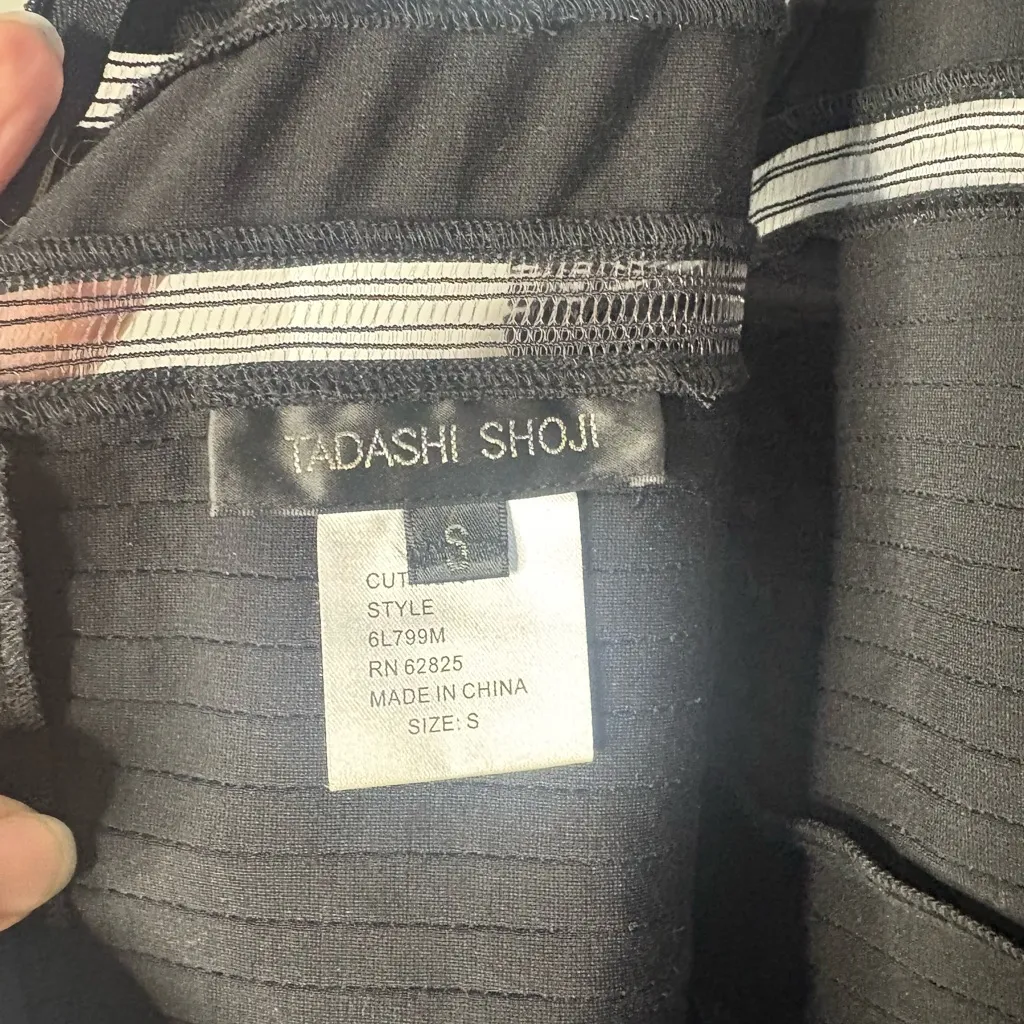 TADASHI SHOJI
S
CUT
STYLE
6L799M
RN 62825
MADE IN CHINA
SIZE: S